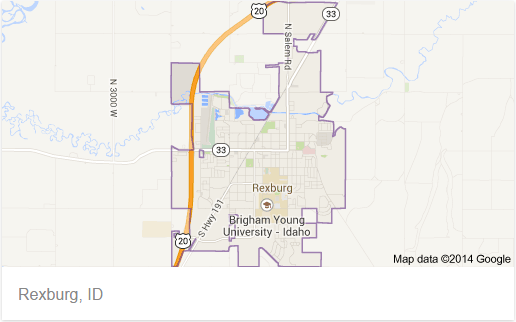 20
33
N Salem Rd
N 3000 W
33
Rexburg
S Hwy 191
Brigham Young
University - Idaho
20
Map data ©2014 Google
Rexburg, ID